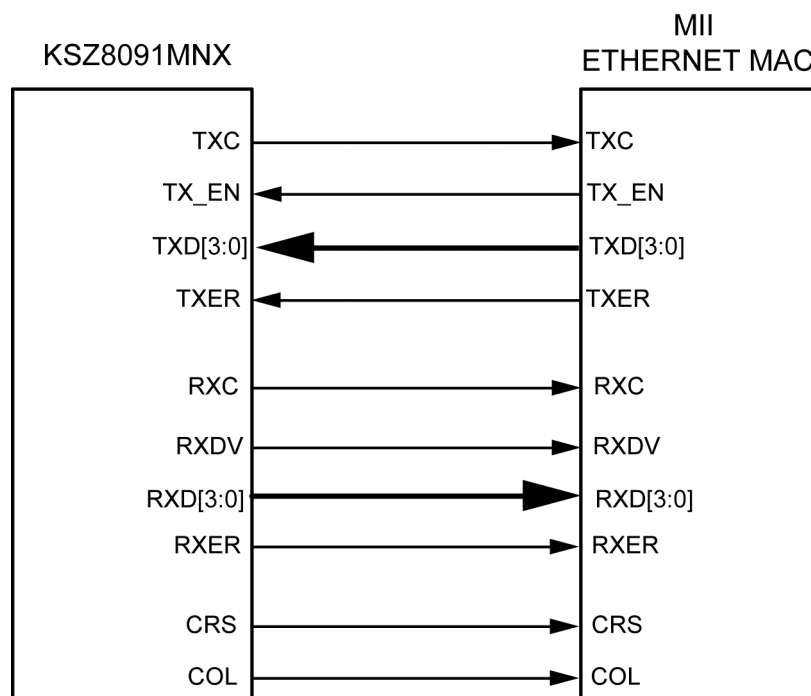 KSZ8091MNX
MII
ETHERNET MAC
TXC
TXC
TX_EN
TX_EN
TXD[3:0]
TXD[3:0]
TXER
TXER
RXC
RXC
RXDV
RXDV
RXD[3:0]
RXD[3:0]
RXER
RXER
CRS
CRS
COL
COL